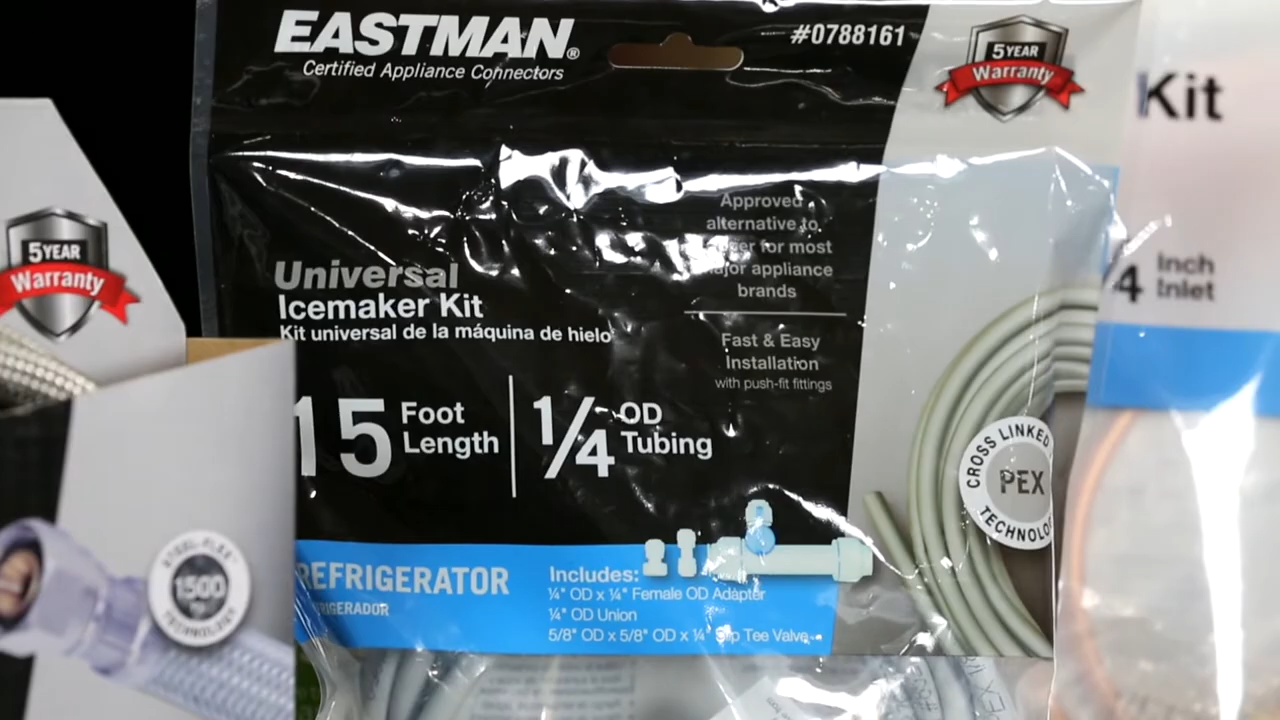 EASTMAN®
Certified Appliance Connectors
#0788161
5 YEAR
Warranty
Approved
alternative to
for most
appliance
brands
Fast & Easy
Installation
with push-fit fittings
Universal
Icemaker Kit
Kit universal de la máquina de hielo
15 Foot
Length
1/4 OD
Tubing
CROSS LINKED
PEX
REFRIGERATOR
Includes:
¼" OD x ¼" Female OD Adapter
¼" OD Union
5/8" OD x 5/8" OD x ¼" Slip Tee Valve
5 YEAR
Warranty
1500
TECHNOLOGY
Kit
Inch
Inlet